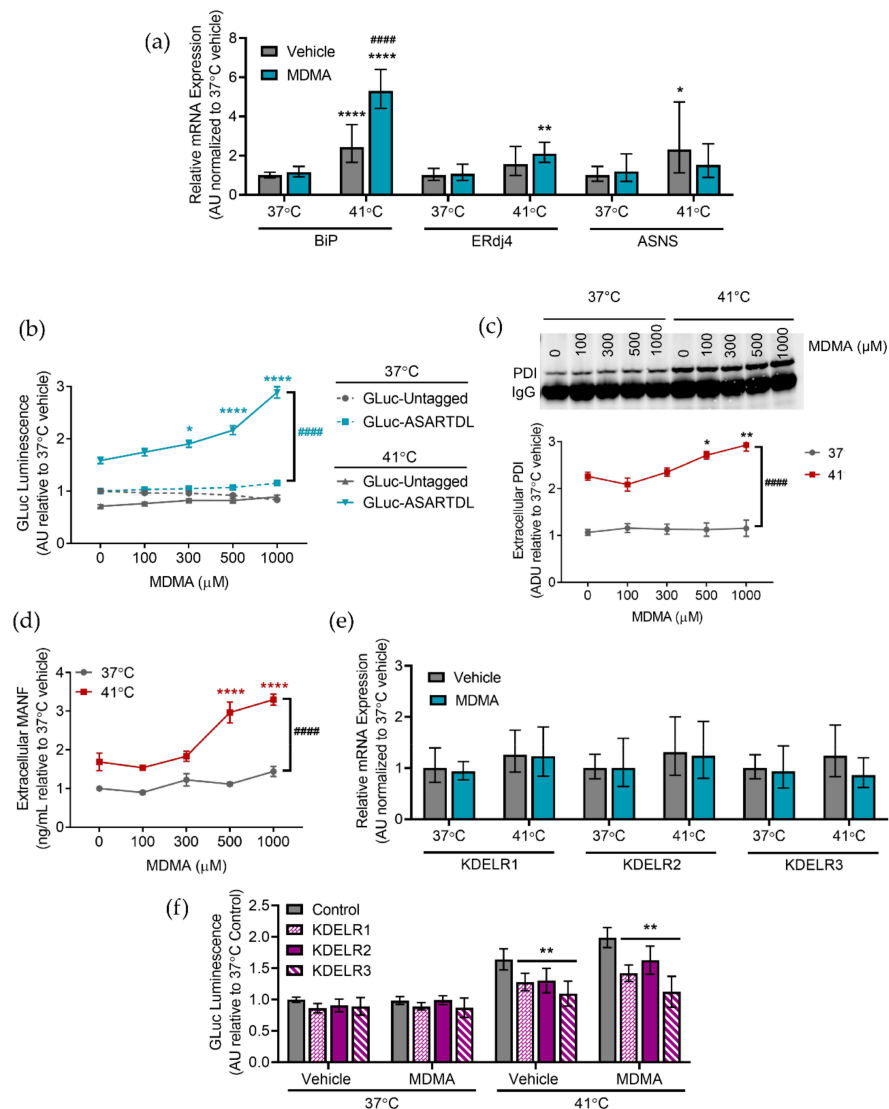 (a)
Relative mRNA Expression
(AU normalized to 37°C vehicle)
8
6
4
2
0
Vehicle
MDMA
####
****
****
**
*
37°C 41°C 37°C 41°C 37°C 41°C
BiP ERdj4 ASNS
(b)
GLuc Luminescence
(AU relative to 37°C vehicle)
3
2
1
0
* **** ****
####
0 100 300 500 1000
MDMA (μM)
37°C
GLuc-Untagged
GLuc-ASARTDL
41°C
GLuc-Untagged
GLuc-ASARTDL
(c)
37°C 41°C
0 100 300 500 1000 0 100 300 500 1000 MDMA (μM)
PDI
IgG
Extracellular PDI
(ADU relative to 37°C vehicle)
3
2
1
0
* **
####
37
41
0 100 300 500 1000
MDMA (μM)
(d)
Extracellular MANF
(ng/mL relative to 37°C vehicle)
4
3
2
1
0
37°C
41°C
**** ****
####
0 100 300 500 1000
MDMA (μM)
(e)
Relative mRNA Expression
(AU normalized to 37°C vehicle)
3
2
1
0
Vehicle
MDMA
37°C 41°C 37°C 41°C 37°C 41°C
KDELR1 KDELR2 KDELR3
(f)
GLuc Luminescence
(AU relative to 37°C Control)
2.5
2.0
1.5
1.0
0.5
0.0
Control
KDELR1
KDELR2
KDELR3
** **
Vehicle MDMA Vehicle MDMA
37°C 41°C